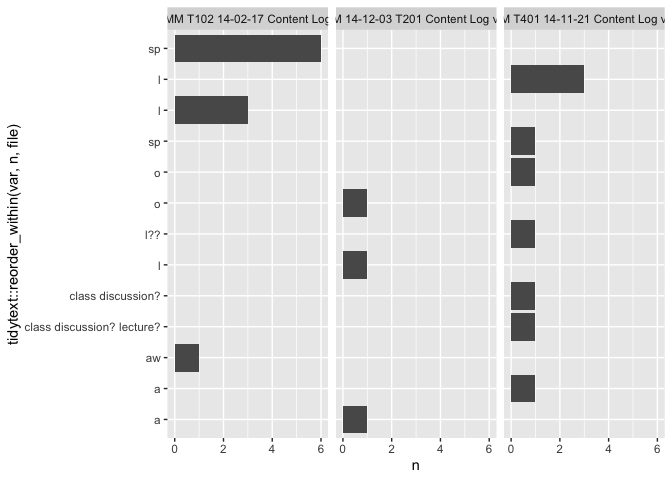 MM T102 14-02-17 Content Log
M 14-12-03 T201 Content Log v
M T401 14-11-21 Content Log v
tidytext::reorder_within(var, n, file)
sp
l
l
sp
o
o
l??
l
class discussion?
class discussion? lecture?
aw
a
a
0 2 4 6 0 2 4 6 0 2 4 6
n